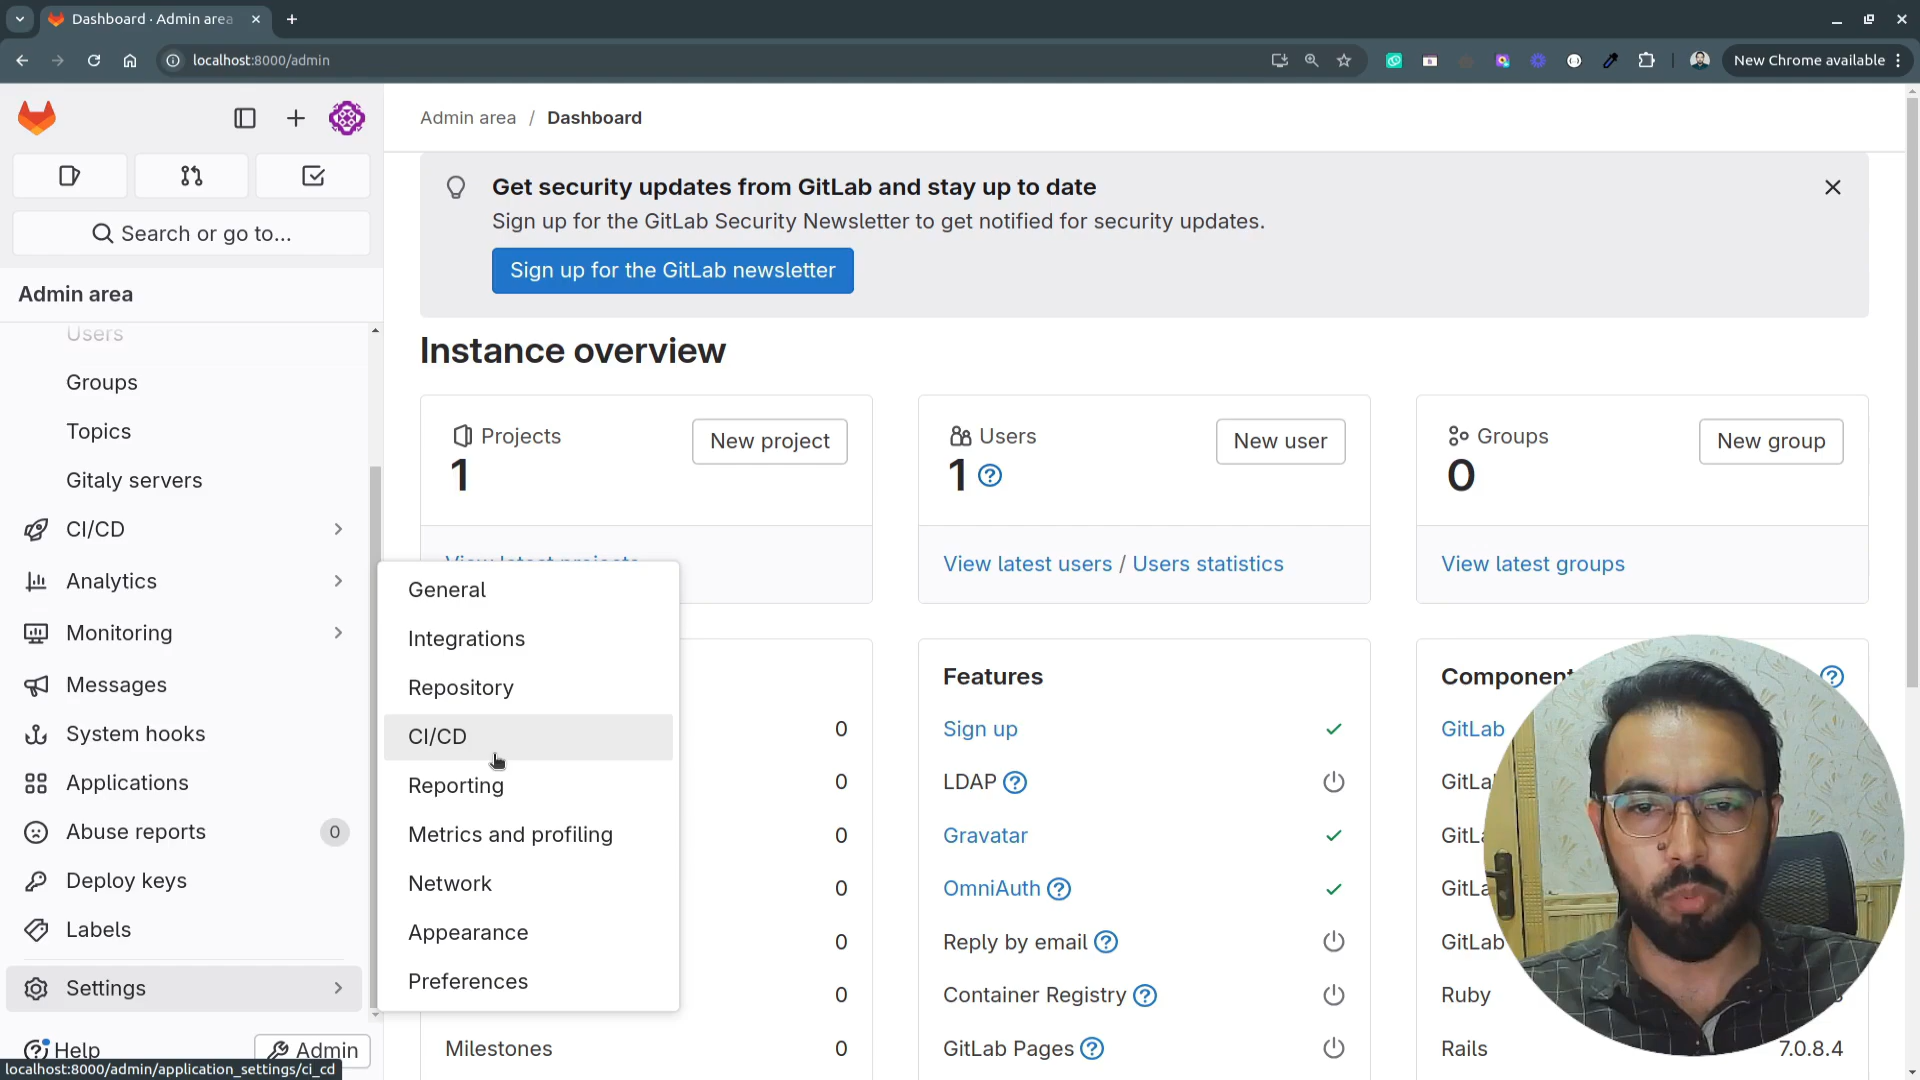 Dashboard · Admin area
New Chrome available
localhost:8000/admin
Search or go to...
Admin area
Users
Groups
Topics
Gitaly servers
CI/CD
Analytics
Monitoring
Messages
System hooks
Applications
Abuse reports
0
Deploy keys
Labels
Settings
Help
Admin
localhost:8000/admin/application_settings/ci_cd
General
Integrations
Repository
CI/CD
Reporting
Metrics and profiling
Network
Appearance
Preferences
Admin area / Dashboard
Get security updates from GitLab and stay up to date
Sign up for the GitLab Security Newsletter to get notified for security updates.
Sign up for the GitLab newsletter
Instance overview
Projects
1
New project
View latest projects
Users
1
New user
View latest users / Users statistics
Groups
0
New group
View latest groups
0
0
0
0
0
0
Milestones 0
Features
Sign up
LDAP
Gravatar
OmniAuth
Reply by email
Container Registry
GitLab Pages
GitLab
GitLab
Ruby
Rails 7.0.8.4